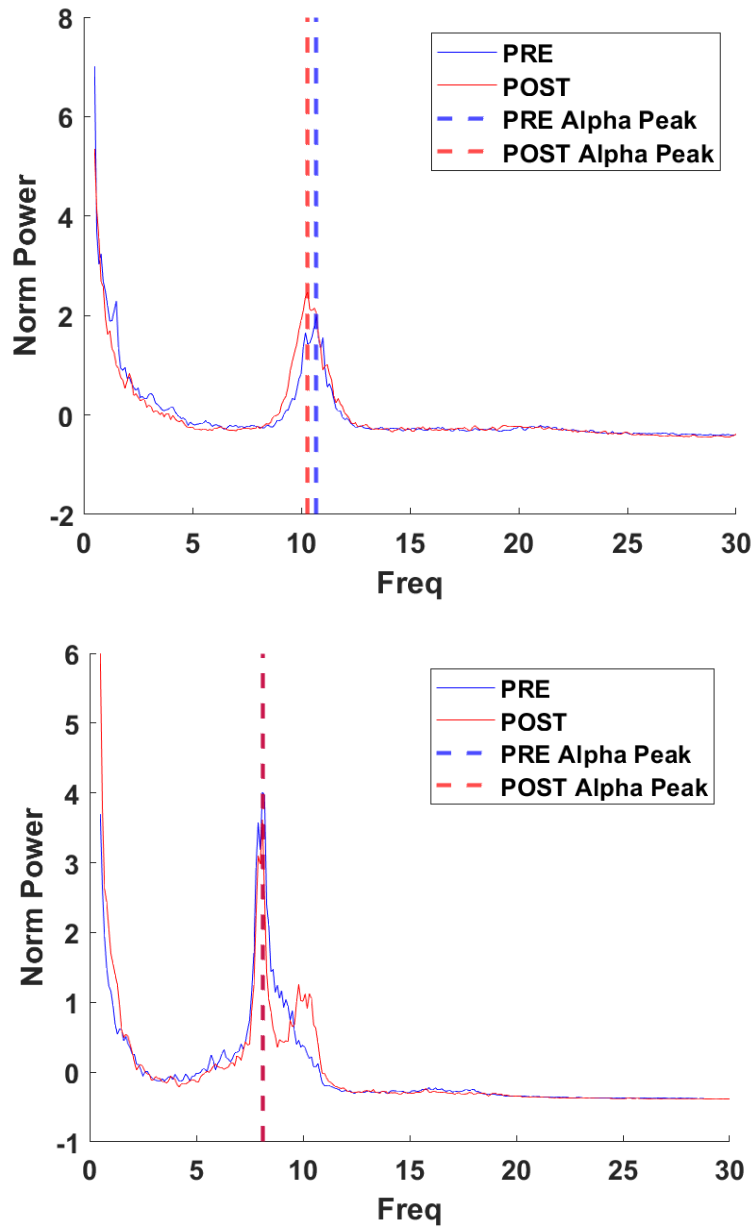 8
6
4
2
0
-2
Norm Power
PRE
POST
PRE Alpha Peak
POST Alpha Peak
0 5 10 15 20 25 30
Freq
6
5
4
3
2
1
0
-1
Norm Power
PRE
POST
PRE Alpha Peak
POST Alpha Peak
0 5 10 15 20 25 30
Freq